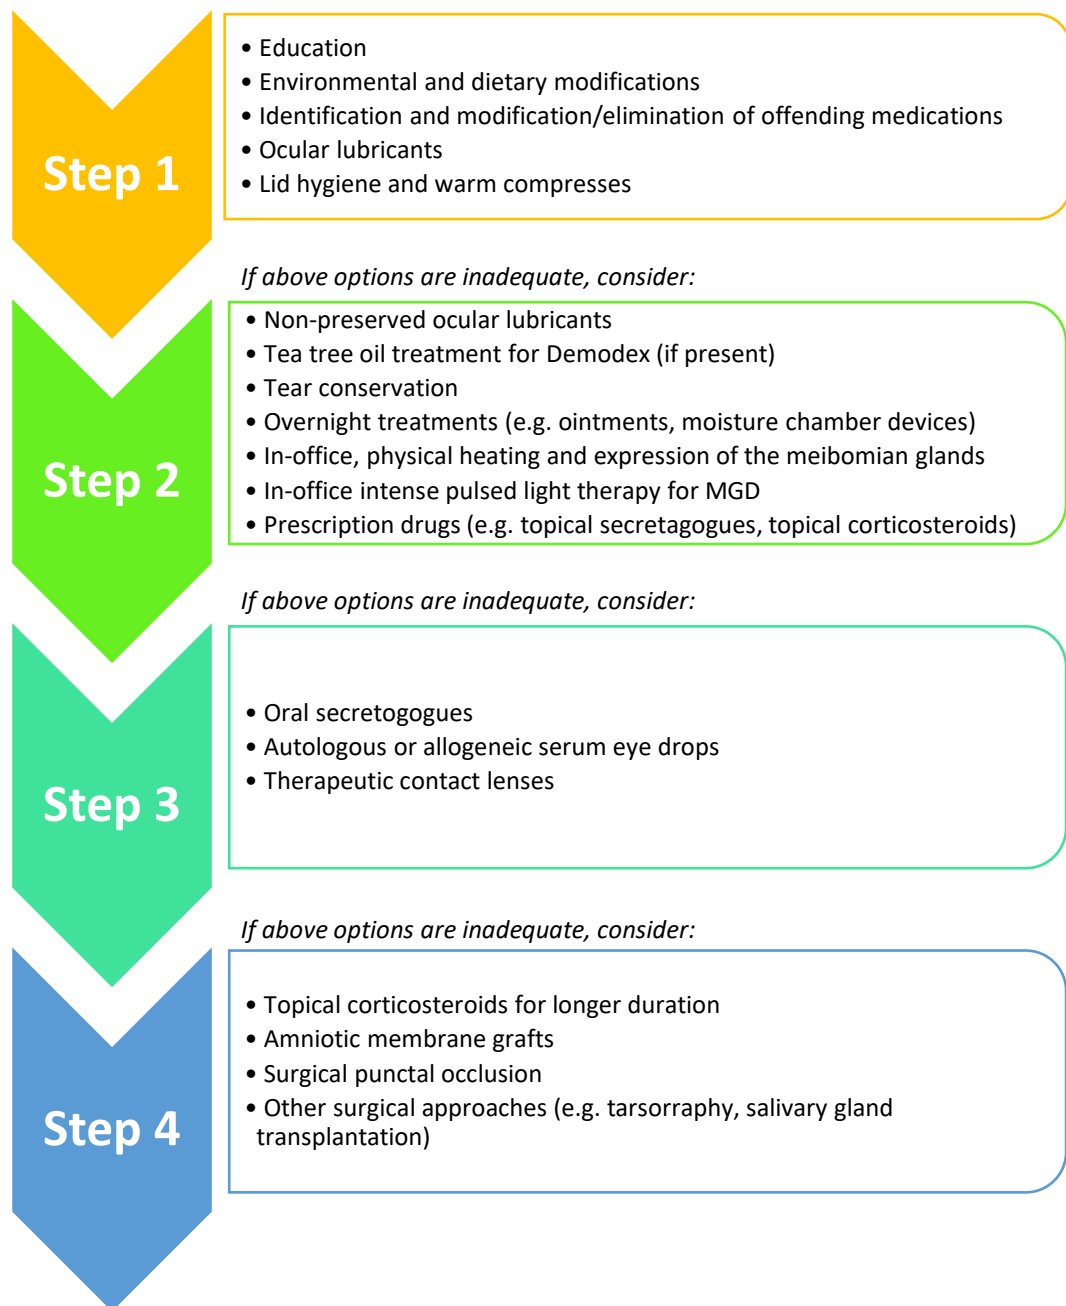 Step 1
• Education
• Environmental and dietary modifications
• Identification and modification/elimination of offending medications
• Ocular lubricants
• Lid hygiene and warm compresses
If above options are inadequate, consider:
Step 2
• Non-preserved ocular lubricants
• Tea tree oil treatment for Demodex (if present)
• Tear conservation
• Overnight treatments (e.g. ointments, moisture chamber devices)
• In-office, physical heating and expression of the meibomian glands
• In-office intense pulsed light therapy for MGD
• Prescription drugs (e.g. topical secretagogues, topical corticosteroids)
If above options are inadequate, consider:
Step 3
• Oral secretogogues
• Autologous or allogeneic serum eye drops
• Therapeutic contact lenses
If above options are inadequate, consider:
Step 4
• Topical corticosteroids for longer duration
• Amniotic membrane grafts
• Surgical punctal occlusion
• Other surgical approaches (e.g. tarsorraphy, salivary gland
transplantation)